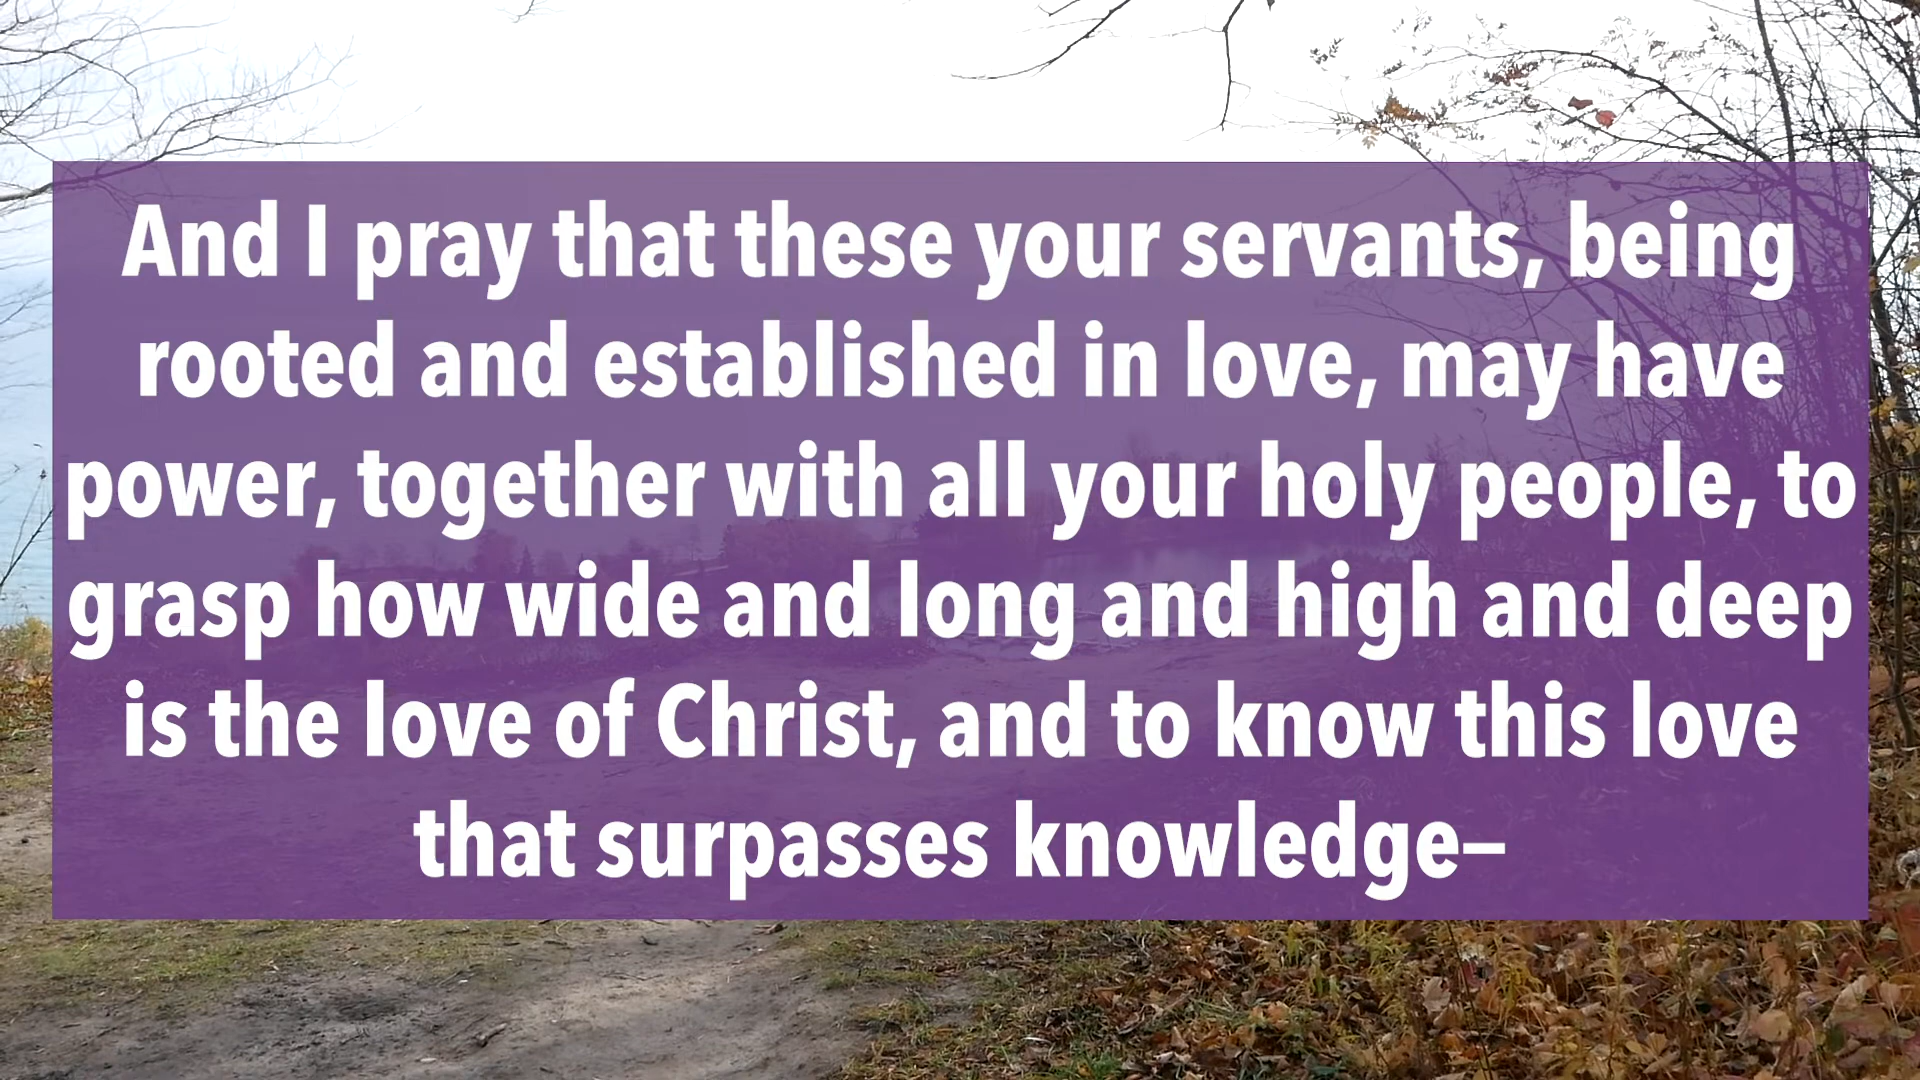 And I pray that these your servants, being
rooted and established in love, may have
power, together with all your holy people, to
grasp how wide and long and high and deep
is the love of Christ, and to know this love
that surpasses knowledge–